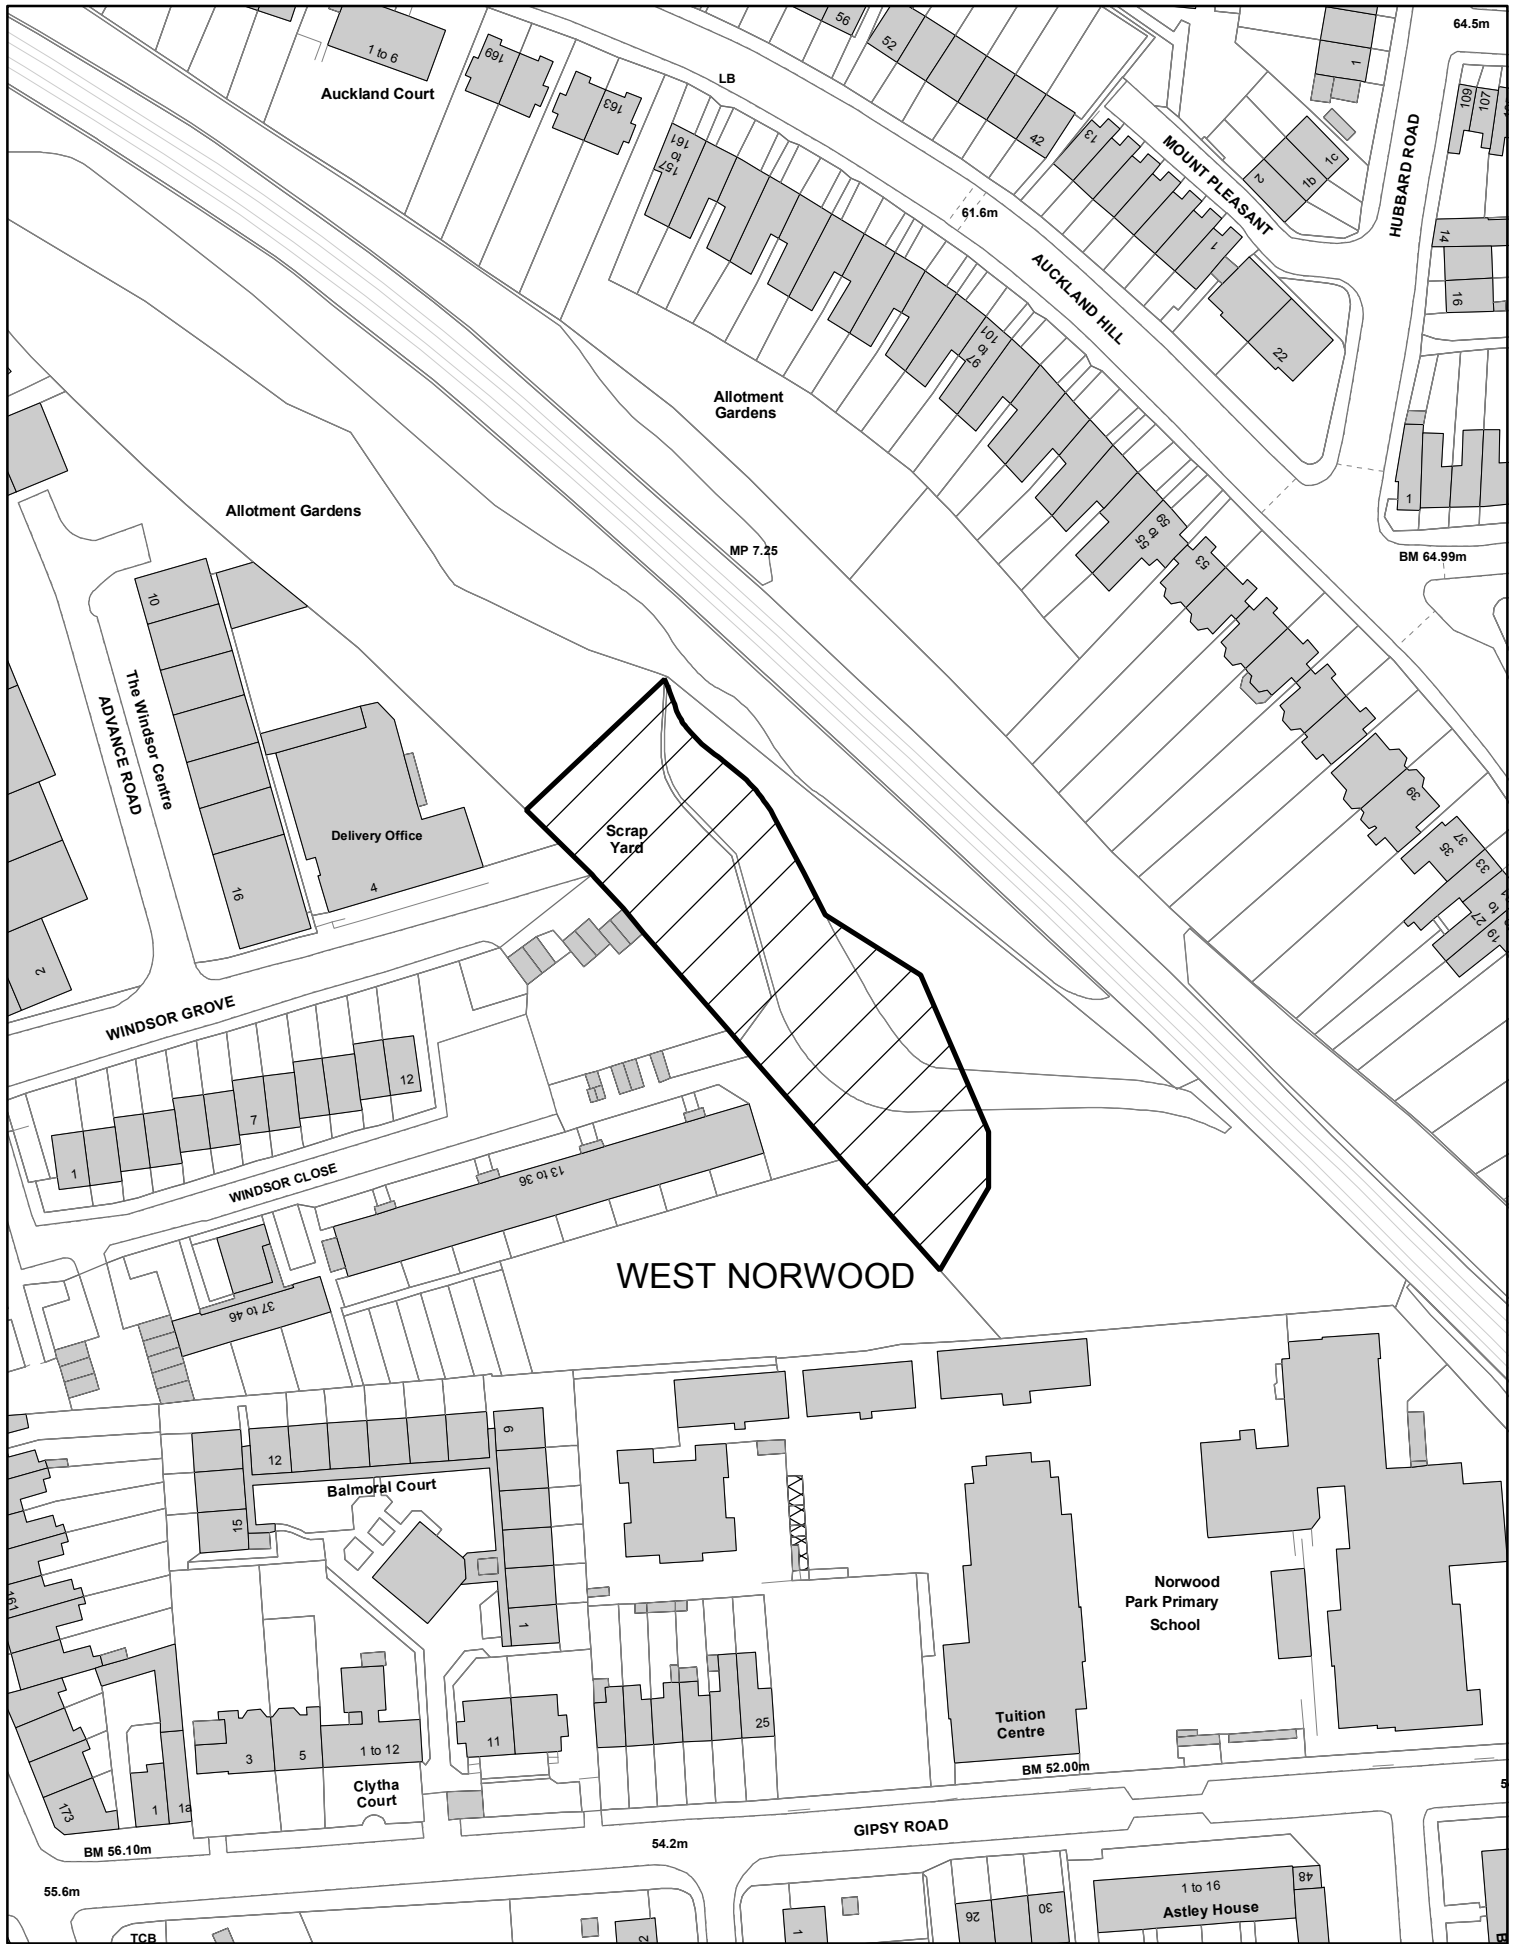 64.5m
56
52
1
1 to 6
169
163
Auckland Court
LB
42
13
MOUNT PLEASANT
2
1b
1c
109
107
HUBBARD ROAD
161
to
157
61.6m
14
16
1
AUCKLAND HILL
22
101
to
97
Allotment
Gardens
Allotment Gardens
MP 7.25
59
to
55
53
1
BM 64.99m
10
The Windsor Centre
ADVANCE ROAD
Scrap
Yard
Delivery Office
4
16
2
39
37
35
33
27
to
19
WINDSOR GROVE
12
7
1
13 to 36
WINDSOR CLOSE
WEST NORWOOD
37 to 46
12
9
Balmoral Court
15
161
1
Norwood
Park Primary
School
Tuition
Centre
25
11
3
5
1 to 12
Clytha
Court
173
1
1a
BM 52.00m
GIPSY ROAD
54.2m
BM 56.10m
55.6m
TCB
2
1
26
30
1 to 16
Astley House
48